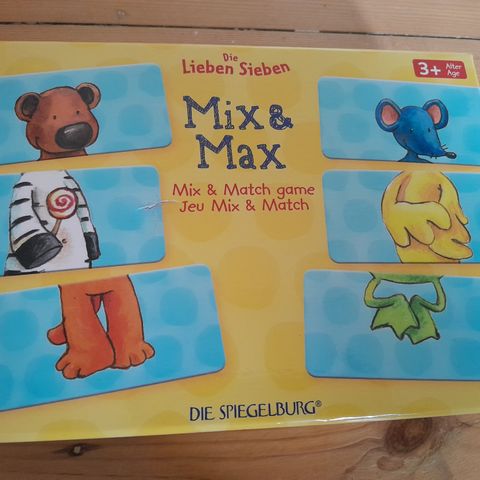 Die
Lieben Sieben
3+ Alter
Age
Mix &
Max
Mix & Match game
Jeu Mix & Match
DIE SPIEGELBURG®